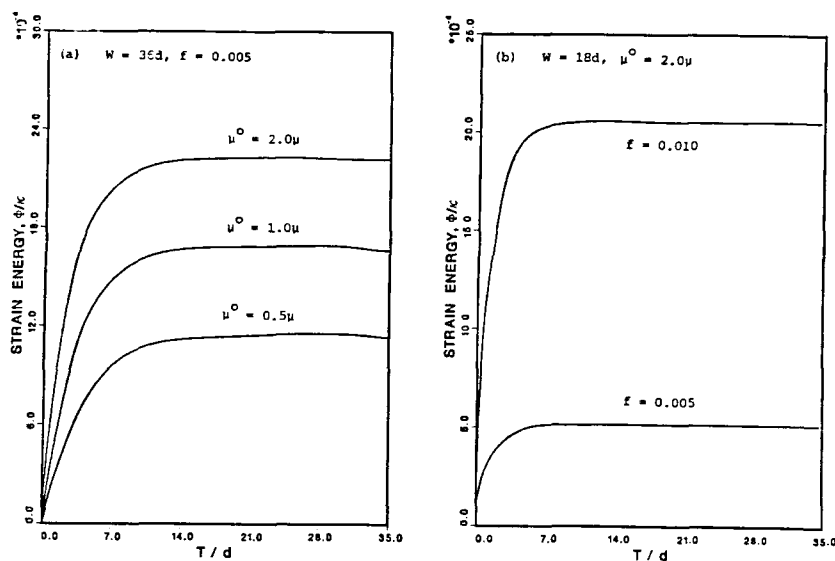 *10⁻⁴
30.0
(a) W = 36d, f = 0.005
24.0
μ° = 2.0μ
18.0
μ° = 1.0μ
12.0
μ° = 0.5μ
6.0
0.0
STRAIN ENERGY, Φ/κ
0.0 7.0 14.0 21.0 28.0 35.0
T / d
*10⁻⁴
25.0
(b) W = 18d, μ° = 2.0μ
20.0
f = 0.010
15.0
10.0
f = 0.005
5.0
0.0
STRAIN ENERGY, Φ/κ
0.0 7.0 14.0 21.0 28.0 35.0
T / d